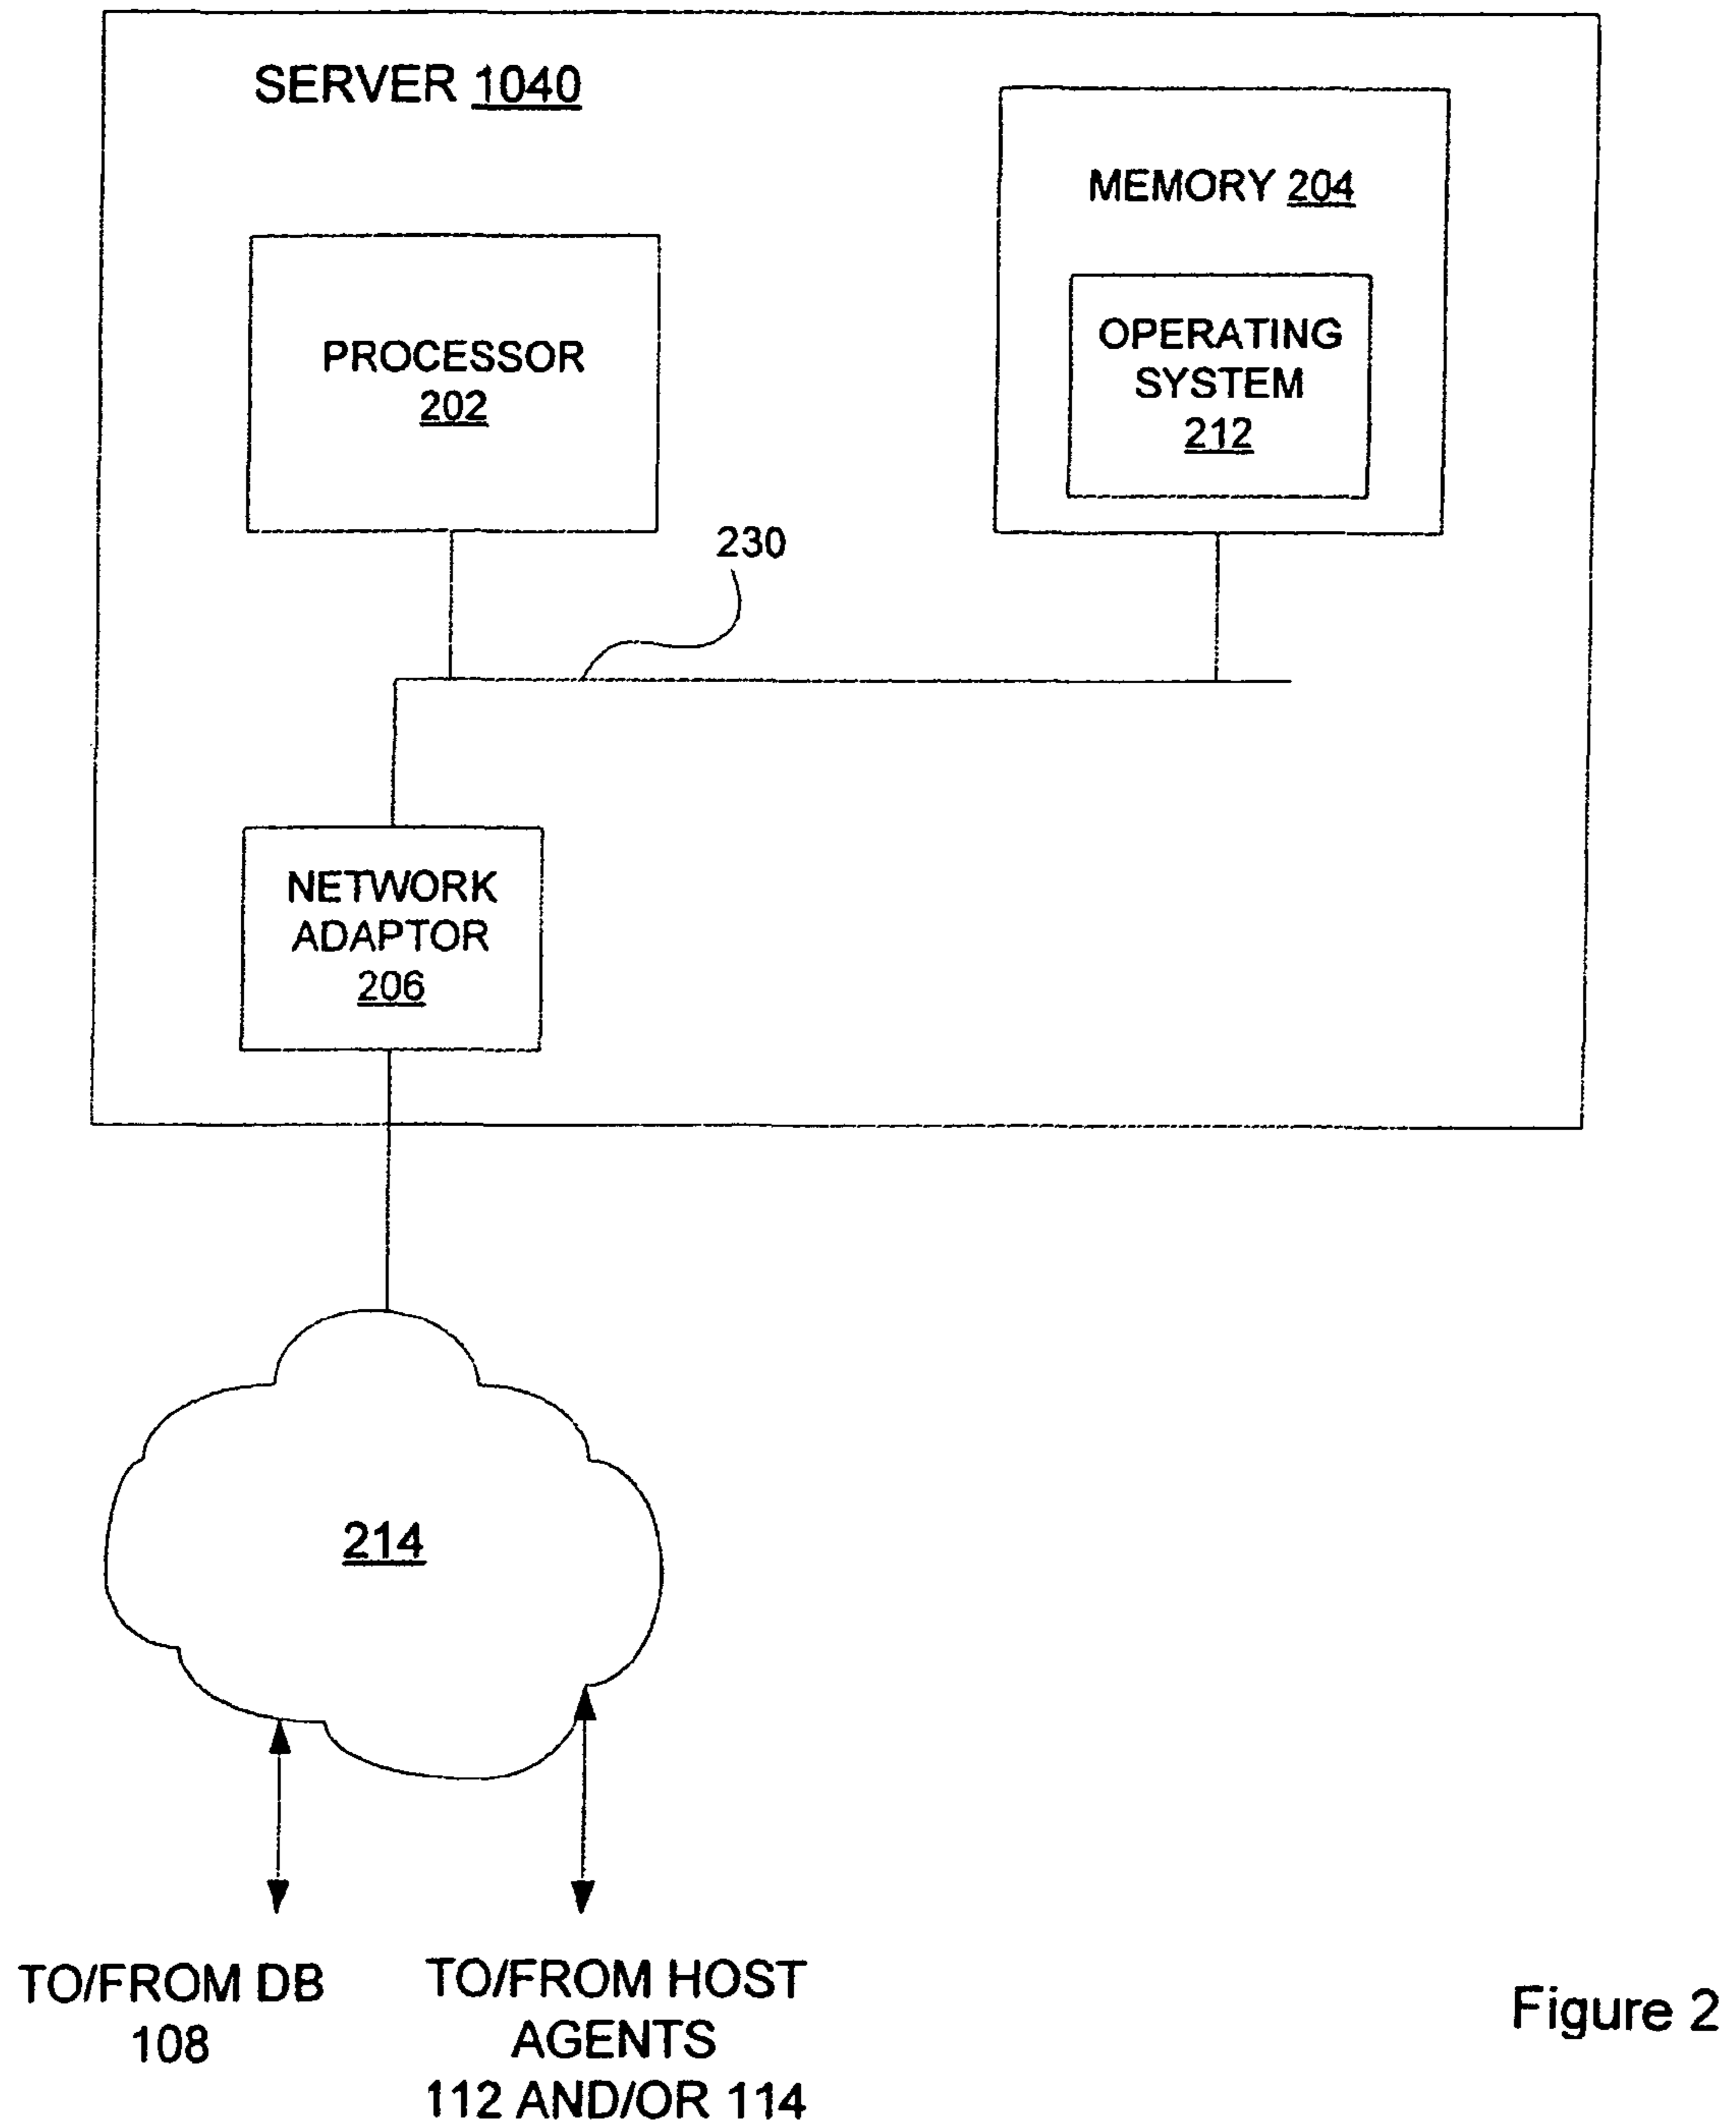 SERVER 1040
MEMORY 204
OPERATING
SYSTEM
212
PROCESSOR
202
230
NETWORK
ADAPTOR
206
214
TO/FROM DB
108
TO/FROM HOST
AGENTS
112 AND/OR 114
Figure 2